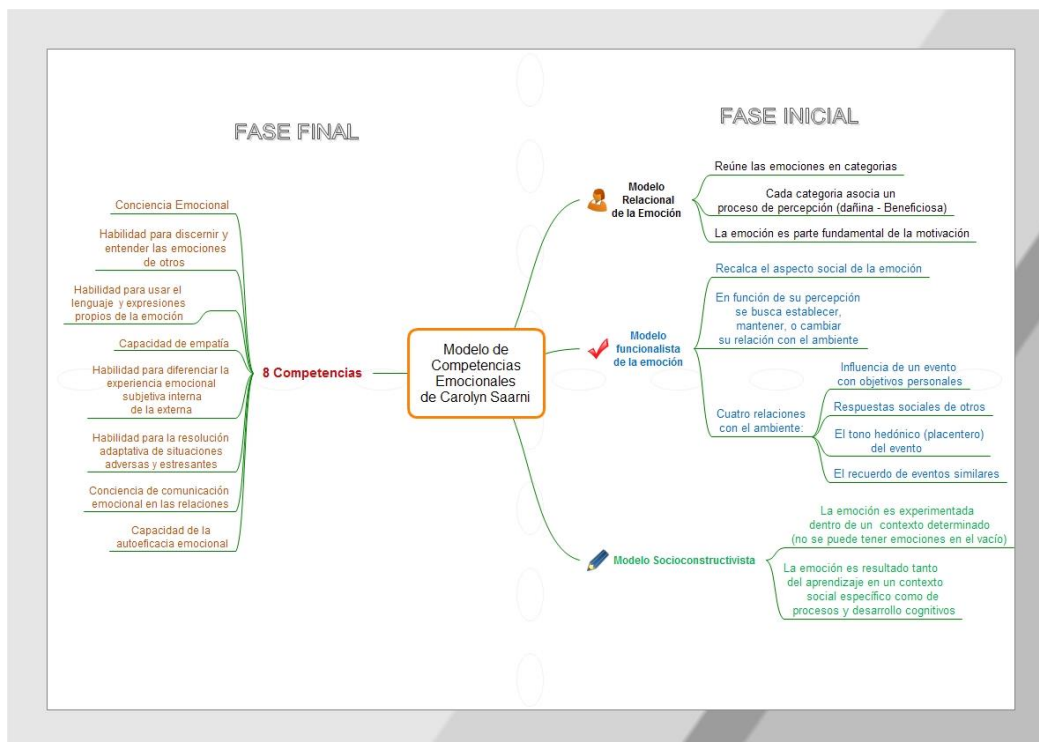 FASE FINAL
Conciencia Emocional
Habilidad para discernir y
entender las emociones
de otros
Habilidad para usar el
lenguaje y expresiones
propios de la emoción
Capacidad de empatía
Habilidad para diferenciar la
experiencia emocional
subjetiva interna
de la externa
Habilidad para la resolución
adaptativa de situaciones
adversas y estresantes
Conciencia de comunicación
emocional en las relaciones
Capacidad de la
autoeficacia emocional
8 Competencias
Modelo de
Competencias
Emocionales
de Carolyn Saarni
FASE INICIAL
Modelo
Relacional
de la Emoción
Reúne las emociones en categorias
Cada categoria asocia un
proceso de percepción (dañina - Beneficiosa)
La emoción es parte fundamental de la motivación
Modelo
funcionalista
de la emoción
Recalca el aspecto social de la emoción
En función de su percepción
se busca establecer,
mantener, o cambiar
su relación con el ambiente
Cuatro relaciones
con el ambiente:
Influencia de un evento
con objetivos personales
Respuestas sociales de otros
El tono hedónico (placentero)
del evento
El recuerdo de eventos similares
Modelo Socioconstructivista
La emoción es experimentada
dentro de un contexto determinado
(no se puede tener emociones en el vacío)
La emoción es resultado tanto
del aprendizaje en un contexto
social específico como de
procesos y desarrollo cognitivos